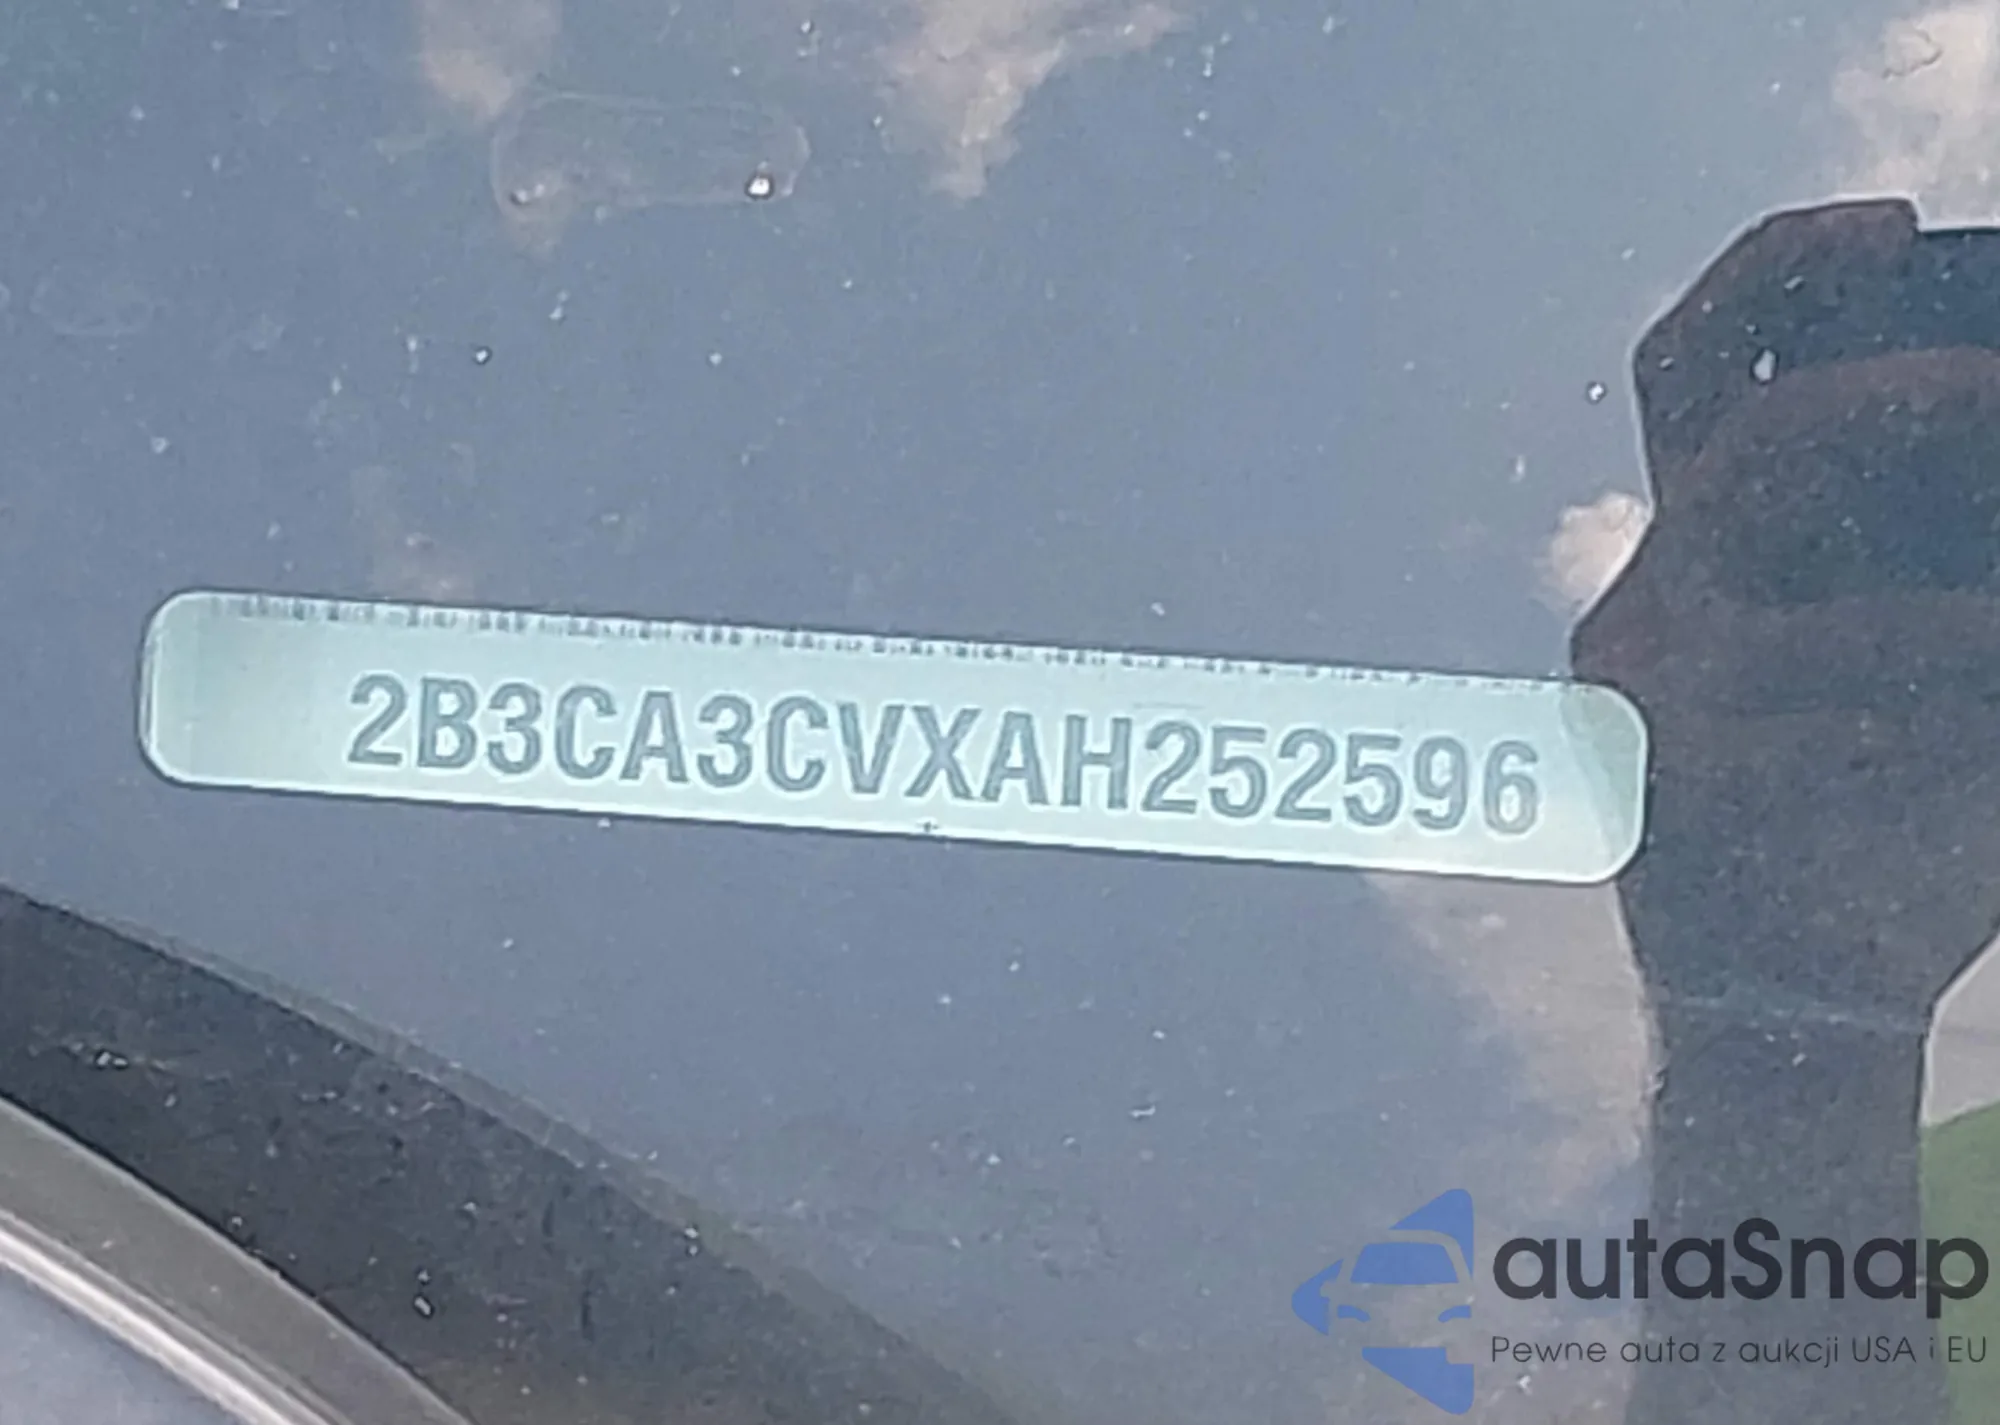 2B3CA3CVXAH252596
autaSnap
Pewne auta z aukcji USA i EU